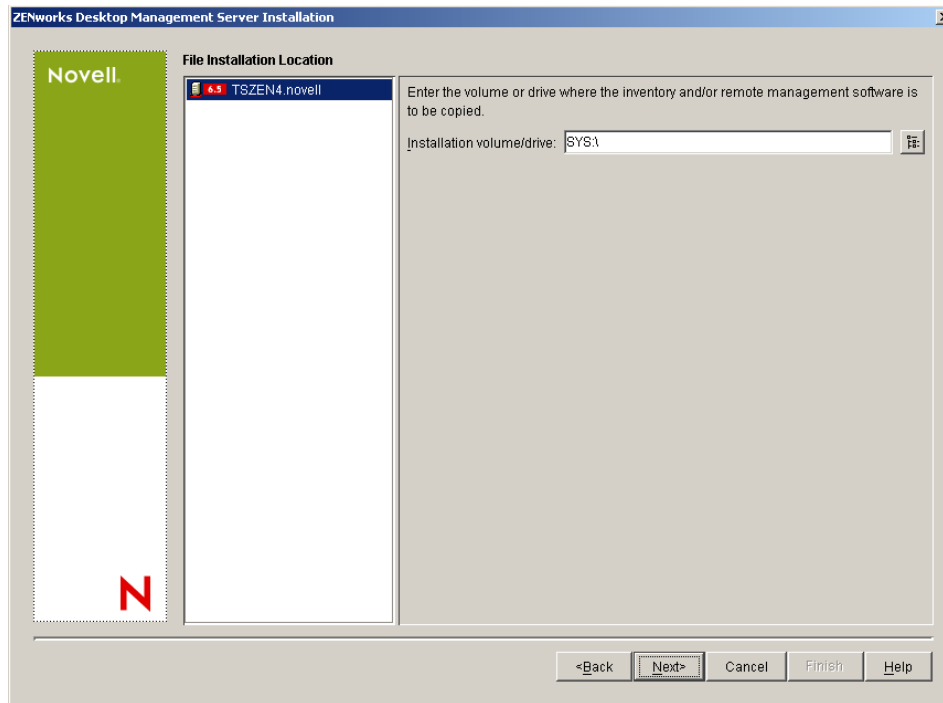 ZENworks Desktop Management Server Installation
Novell.
File Installation Location
6.5 TSZEN4.novell
Enter the volume or drive where the inventory and/or remote management software is
to be copied.
Installation volume/drive: SYS:\
N
<Back Next> Cancel Finish Help